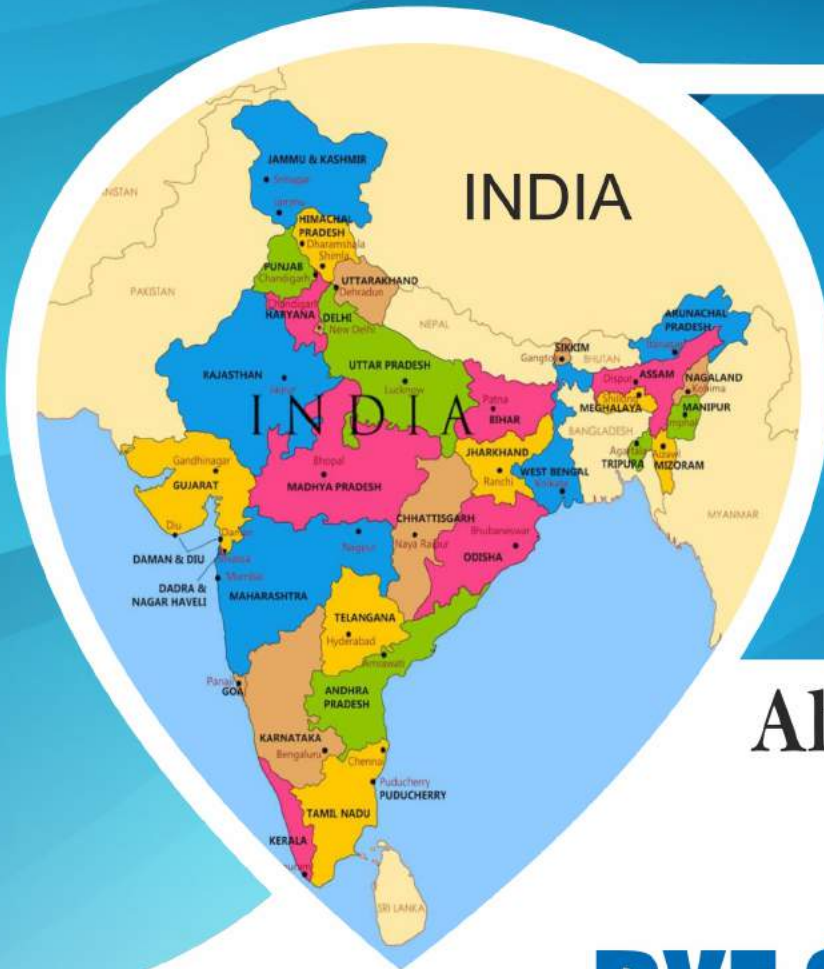 INDIA
JAMMU & KASHMIR
Srinagar
Jammu
HIMACHAL
PRADESH
Dharamshala
Shimla
PUNJAB
Chandigarh
UTTARAKHAND
Dehradun
Chandigarh
HARYANA
DELHI
New Delhi
PAKISTAN
NEPAL
ARUNACHAL
PRADESH
Itanagar
SIKKIM
BHUTAN
RAJASTHAN
Jaipur
UTTAR PRADESH
Lucknow
Dispur
ASSAM
NAGALAND
Kohima
Shillong
MEGHALAYA
MANIPUR
Imphal
INDIA
Patna
BIHAR
BANGLADESH
Agartala
TRIPURA
Aizawl
MIZORAM
Gandhinagar
GUJARAT
Bhopal
MADHYA PRADESH
JHARKHAND
Ranchi
WEST BENGAL
Kolkata
MYANMAR
Diu
Daman
DAMAN & DIU
CHHATTISGARH
Naya Raipur
Bhubaneswar
ODISHA
Nagpur
Mumbai
DADRA &
NAGAR HAVELI
MAHARASHTRA
TELANGANA
Hyderabad
Amrawati
Panaji
GOA
ANDHRA
PRADESH
KARNATAKA
Bengaluru
Chennai
Puducherry
PUDUCHERRY
TAMIL NADU
KERALA
SRI LANKA